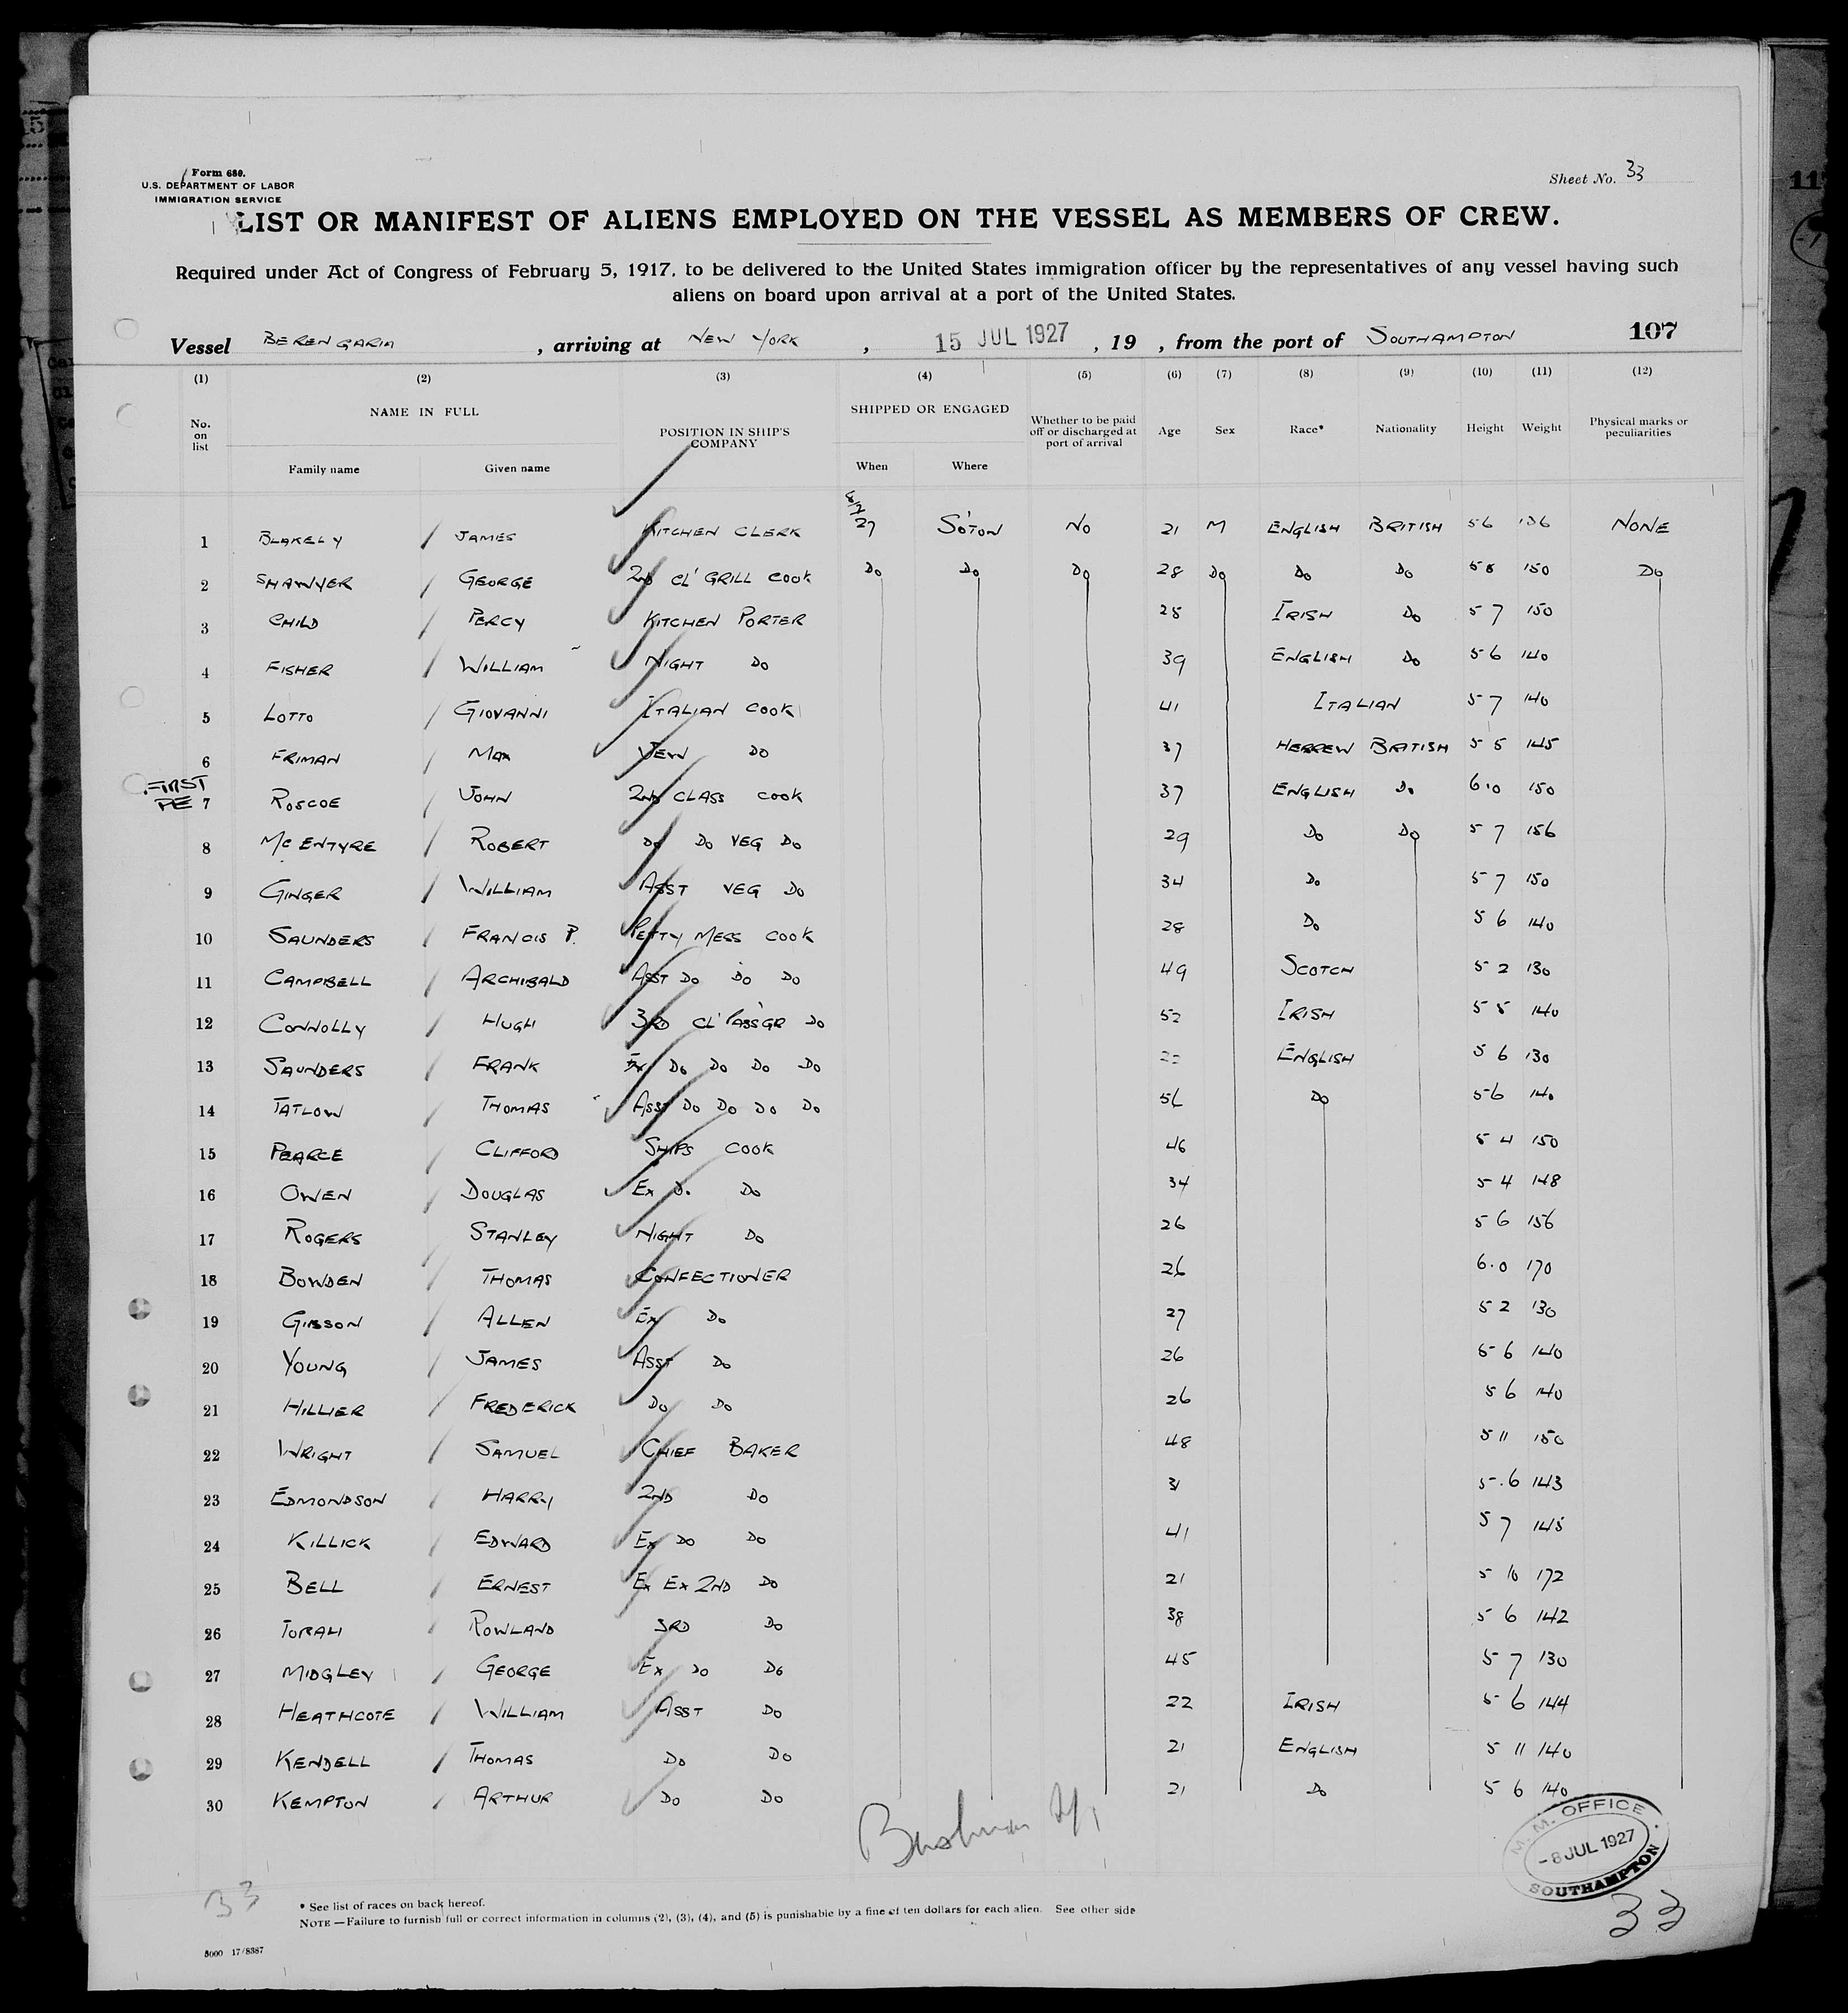 Form 680.
U.S. DEPARTMENT OF LABOR
IMMIGRATION SERVICE
Sheet No. 33
LIST OR MANIFEST OF ALIENS EMPLOYED ON THE VESSEL AS MEMBERS OF CREW.
Required under Act of Congress of February 5, 1917, to be delivered to the United States immigration officer by the representatives of any vessel having such
aliens on board upon arrival at a port of the United States.
Vessel BERENGARIA , arriving at NEW YORK , 15 JUL 1927 , 19 , from the port of SOUTHAMPTON 107
(1) (2) (3) (4) (5) (6) (7) (8) (9) (10) (11) (12)
No. on list NAME IN FULL POSITION IN SHIP'S COMPANY SHIPPED OR ENGAGED Whether to be paid off or discharged at port of arrival Age Sex Race* Nationality Height Weight Physical marks or peculiarities
Family name Given name When Where
1 BLAKELY JAMES KITCHEN CLERK 27 SO'TON NO 21 M ENGLISH BRITISH 5 6 136 NONE
2 SHAWYER GEORGE 2ND CL' GRILL COOK DO DO DO 28 DO DO DO 5 8 150 DO
3 CHILD PERCY KITCHEN PORTER 28 IRISH DO 5 7 150
4 FISHER WILLIAM NIGHT DO 39 ENGLISH DO 5 6 140
5 LOTTO GIOVANNI ITALIAN COOK 41 ITALIAN 5 7 140
6 FRIMAN MAX JEW DO 37 HEBREW BRITISH 5 5 145
FIRST
PE 7 ROSCOE JOHN 2ND CLASS COOK 37 ENGLISH DO 6.0 150
8 MC ENTYRE ROBERT DO DO VEG DO 29 DO DO 5 7 156
9 GINGER WILLIAM ASST VEG DO 34 DO 5 7 150
10 SAUNDERS FRANCIS P. PETTY MESS COOK 28 DO 5 6 140
11 CAMPBELL ARCHIBALD ASST DO DO DO 49 SCOTCH 5 2 130
12 CONNOLLY HUGH 3RD CL' PASS'GR DO 52 IRISH 5 5 140
13 SAUNDERS FRANK EX DO DO DO DO ENGLISH 5 6 130
14 TATLOW THOMAS ASST DO DO DO DO 56 DO 5 6 140
15 PEARCE CLIFFORD SHIPS COOK 46 5 4 150
16 OWEN DOUGLAS EX DO DO 34 5 4 148
17 ROGERS STANLEY NIGHT DO 26 5 6 156
18 BOWDEN THOMAS CONFECTIONER 26 6.0 170
19 GIBSON ALLEN EX DO 27 5 2 130
20 YOUNG JAMES ASST DO 26 5 6 140
21 HILLIER FREDERICK DO DO 26 5 6 140
22 WRIGHT SAMUEL CHIEF BAKER 48 5 11 150
23 EDMONDSON HARRY 2ND DO 31 5.6 143
24 KILLICK EDWARD EX DO DO 41 5 7 145
25 BELL ERNEST EX EX 2ND DO 21 5 10 172
26 ROWLAND 3RD DO 38 5 6 142
27 MIDGLEY GEORGE EX DO DO 45 5 7 130
28 HEATHCOTE WILLIAM ASST DO 22 IRISH 5 6 144
29 KENDELL THOMAS DO DO 21 ENGLISH 5 11 140
30 KEMPTON ARTHUR DO DO 21 DO 5 6 140
M. M. OFFICE
-8 JUL 1927
SOUTHAMPTON
33
33
* See list of races on back hereof.
NOTE —Failure to furnish full or correct information in columns (2), (3), (4), and (5) is punishable by a fine of ten dollars for each alien. See other side
5000 17/8387